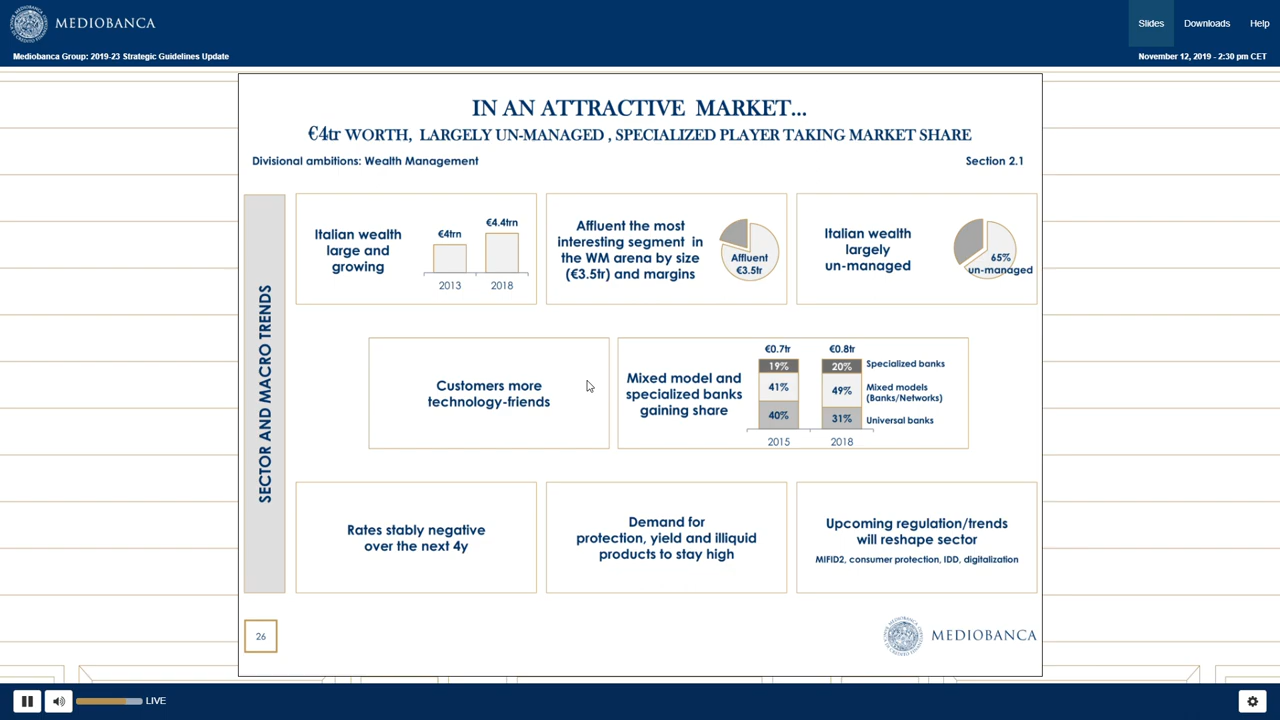 MEDIOBANCA
Slides Downloads Help
Mediobanca Group: 2019-23 Strategic Guidelines Update
November 12, 2019 - 2:30 pm CET
IN AN ATTRACTIVE MARKET...
€4tr WORTH, LARGELY UN-MANAGED , SPECIALIZED PLAYER TAKING MARKET SHARE
Divisional ambitions: Wealth Management
Section 2.1
SECTOR AND MACRO TRENDS
Italian wealth
large and
growing
€4trn
€4.4trn
2013
2018
Affluent the most
interesting segment in
the WM arena by size
(€3.5tr) and margins
Affluent
€3.5tr
Italian wealth
largely
un-managed
65%
un-managed
Customers more
technology-friends
Mixed model and
specialized banks
gaining share
€0.7tr
€0.8tr
19%
20%
Specialized banks
41%
49%
Mixed models
(Banks/Networks)
40%
31%
Universal banks
2015
2018
Rates stably negative
over the next 4y
Demand for
protection, yield and illiquid
products to stay high
Upcoming regulation/trends
will reshape sector
MIFID2, consumer protection, IDD, digitalization
26
MEDIOBANCA
LIVE